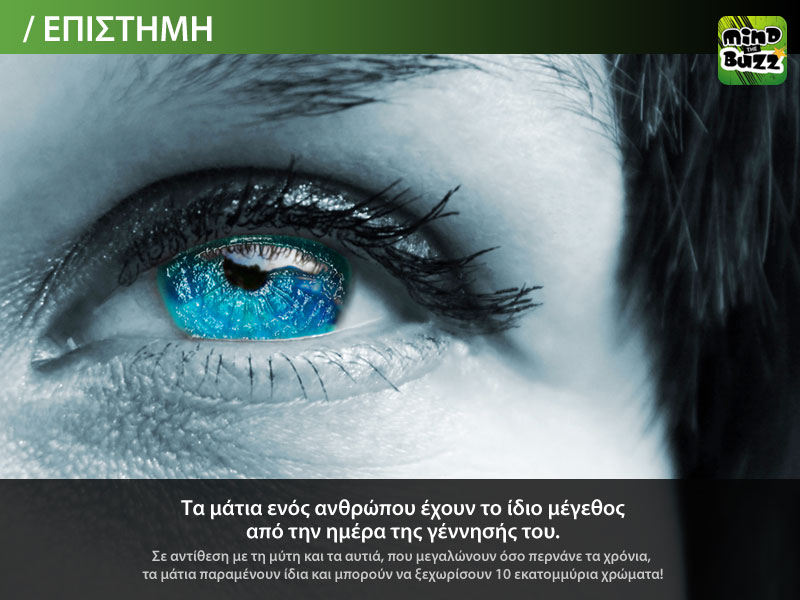 / ΕΠΙΣΤΗΜΗ
MIND
THE
BUZZ
Τα μάτια ενός ανθρώπου έχουν το ίδιο μέγεθος
από την ημέρα της γέννησής του.
Σε αντίθεση με τη μύτη και τα αυτιά, που μεγαλώνουν όσο περνάνε τα χρόνια,
τα μάτια παραμένουν ίδια και μπορούν να ξεχωρίσουν 10 εκατομμύρια χρώματα!